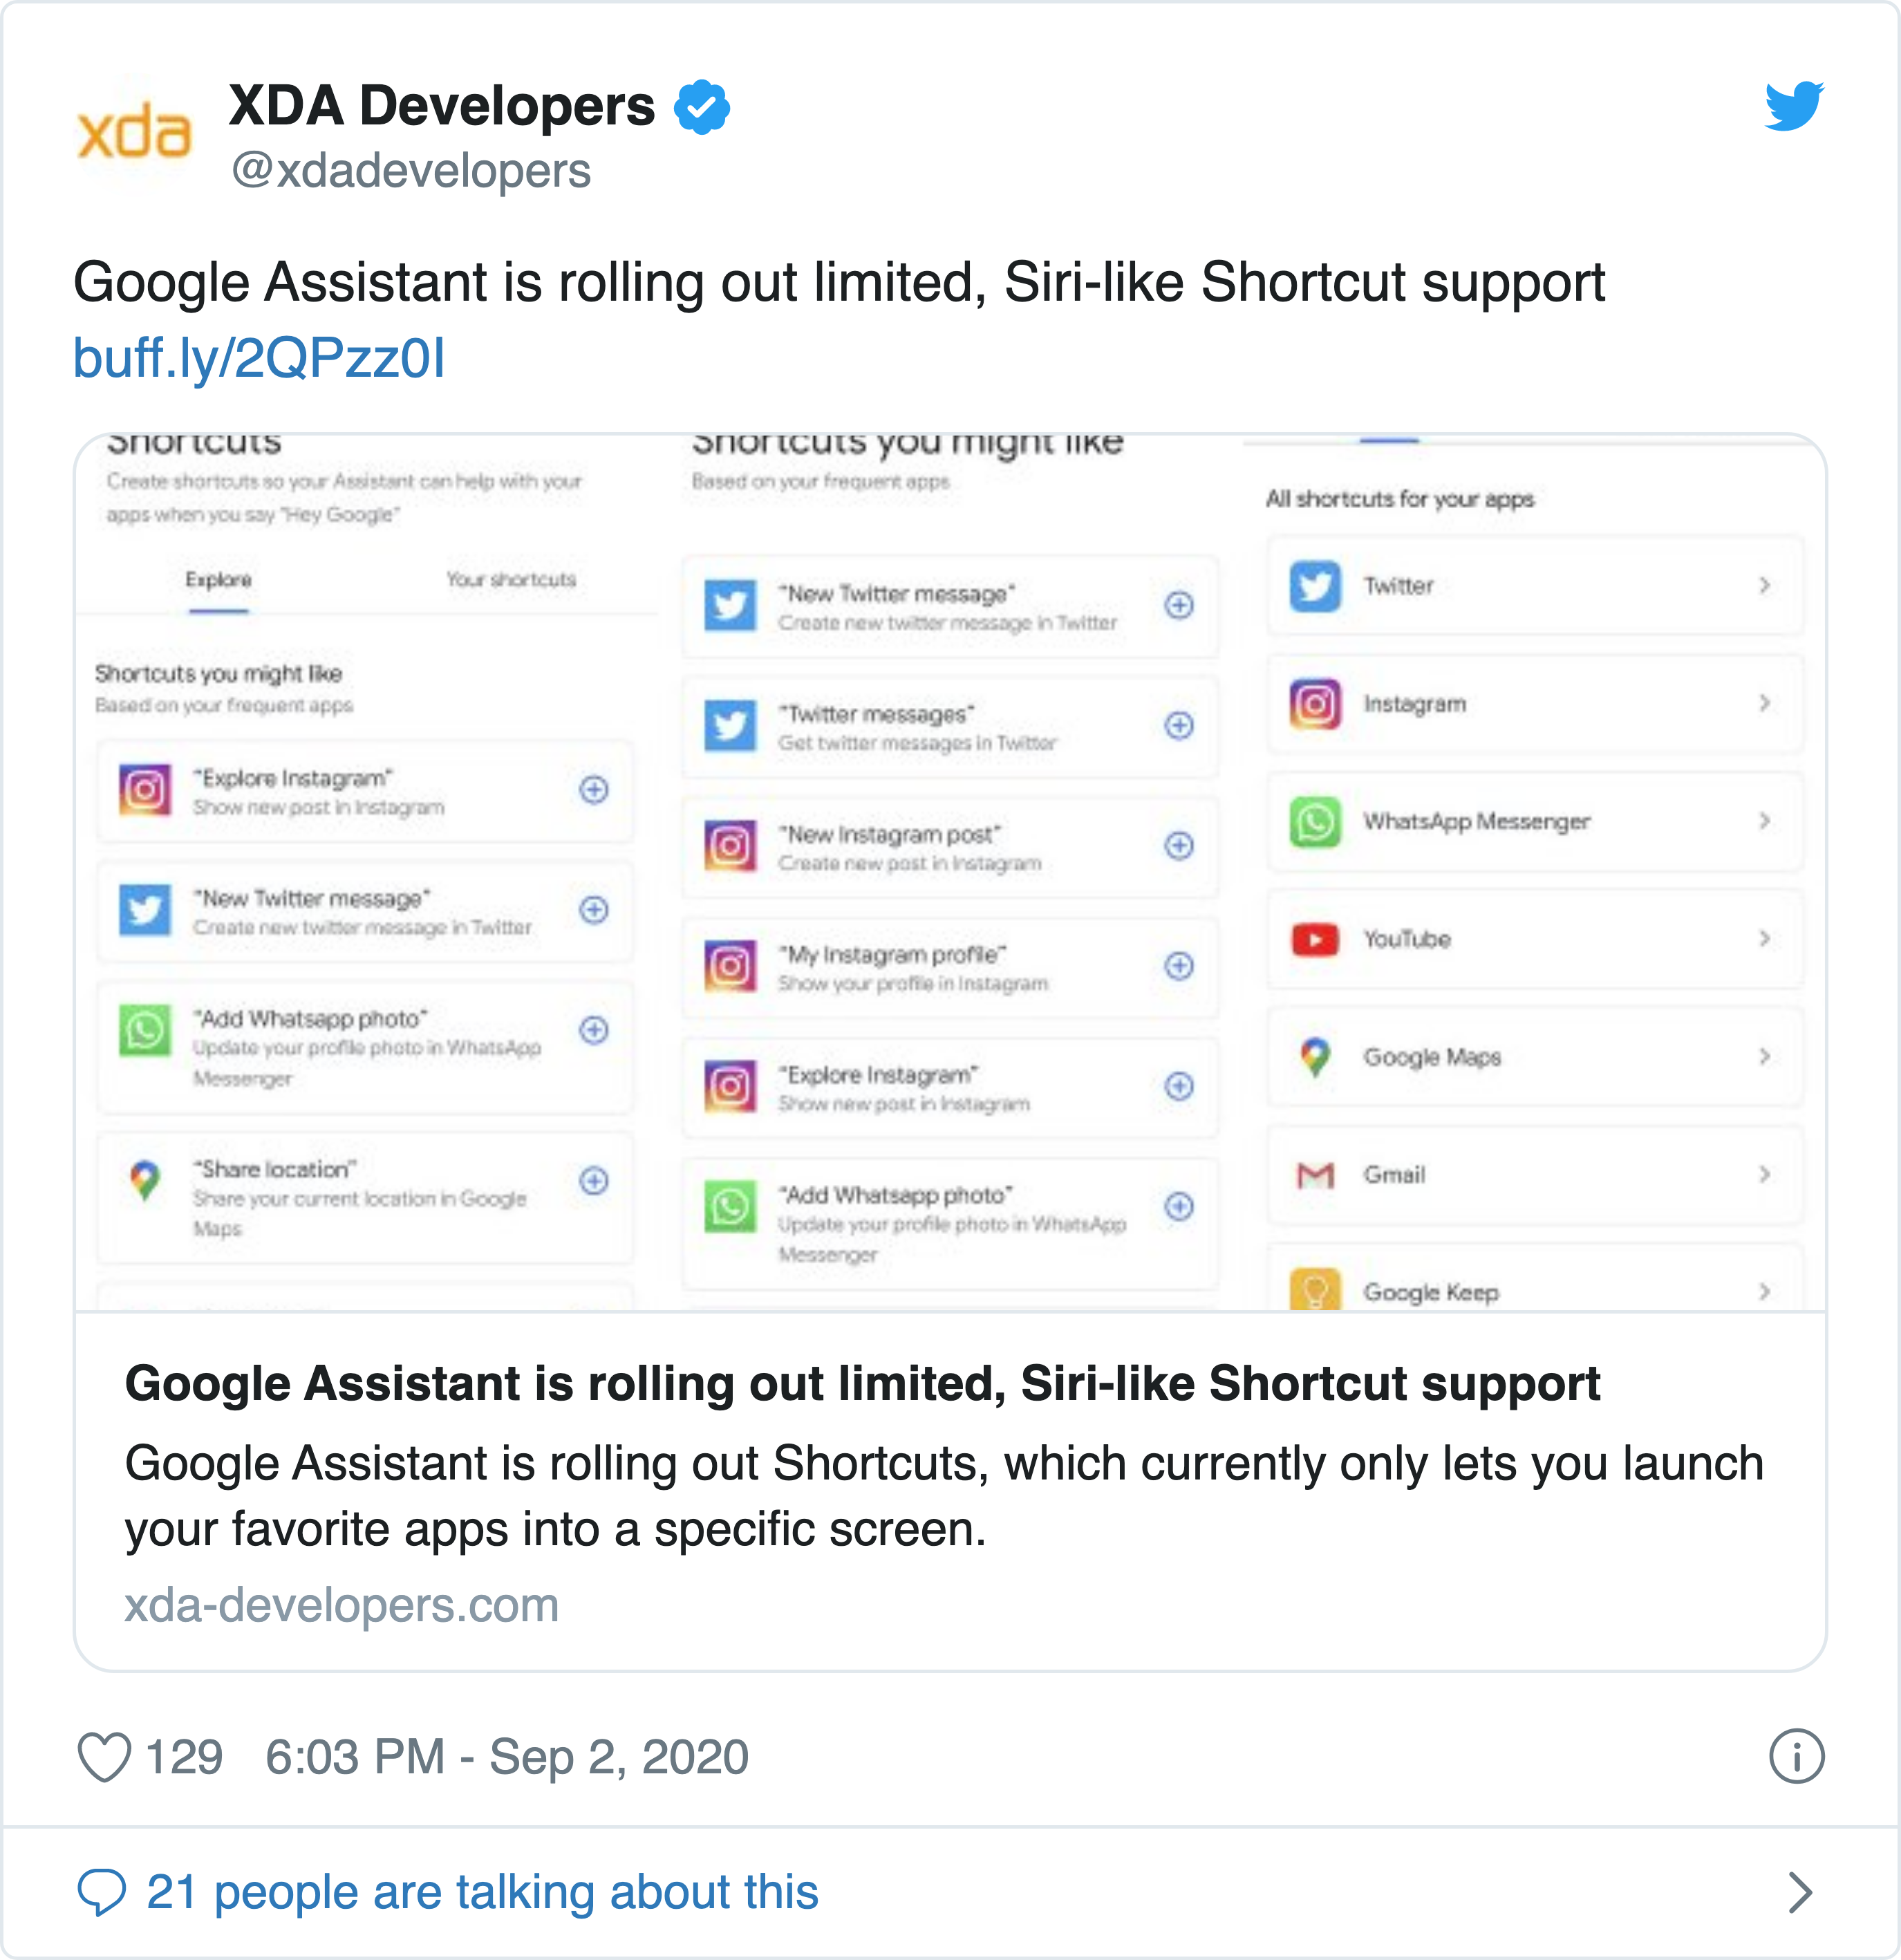 xda
XDA Developers
@xdadevelopers
Google Assistant is rolling out limited, Siri-like Shortcut support
buff.ly/2QPzz0I
Shortcuts
Create shortcuts so your Assistant can help with your
apps when you say "Hey Google"
Explore
Your shortcuts
Shortcuts you might like
Based on your frequent apps
"Explore Instagram"
Show new post in Instagram
"New Twitter message"
Create new twitter message in Twitter
"Add Whatsapp photo"
Update your profile photo in WhatsApp
Messenger
"Share location"
Share your current location in Google
Maps
Shortcuts you might like
Based on your frequent apps
"New Twitter message"
Create new twitter message in Twitter
"Twitter messages"
Get twitter messages in Twitter
"New Instagram post"
Create new post in Instagram
"My Instagram profile"
Show your profile in Instagram
"Explore Instagram"
Show new post in Instagram
"Add Whatsapp photo"
Update your profile photo in WhatsApp
Messenger
All shortcuts for your apps
Twitter
Instagram
WhatsApp Messenger
YouTube
Google Maps
Gmail
Google Keep
Google Assistant is rolling out limited, Siri-like Shortcut support
Google Assistant is rolling out Shortcuts, which currently only lets you launch
your favorite apps into a specific screen.
xda-developers.com
129 6:03 PM - Sep 2, 2020
21 people are talking about this